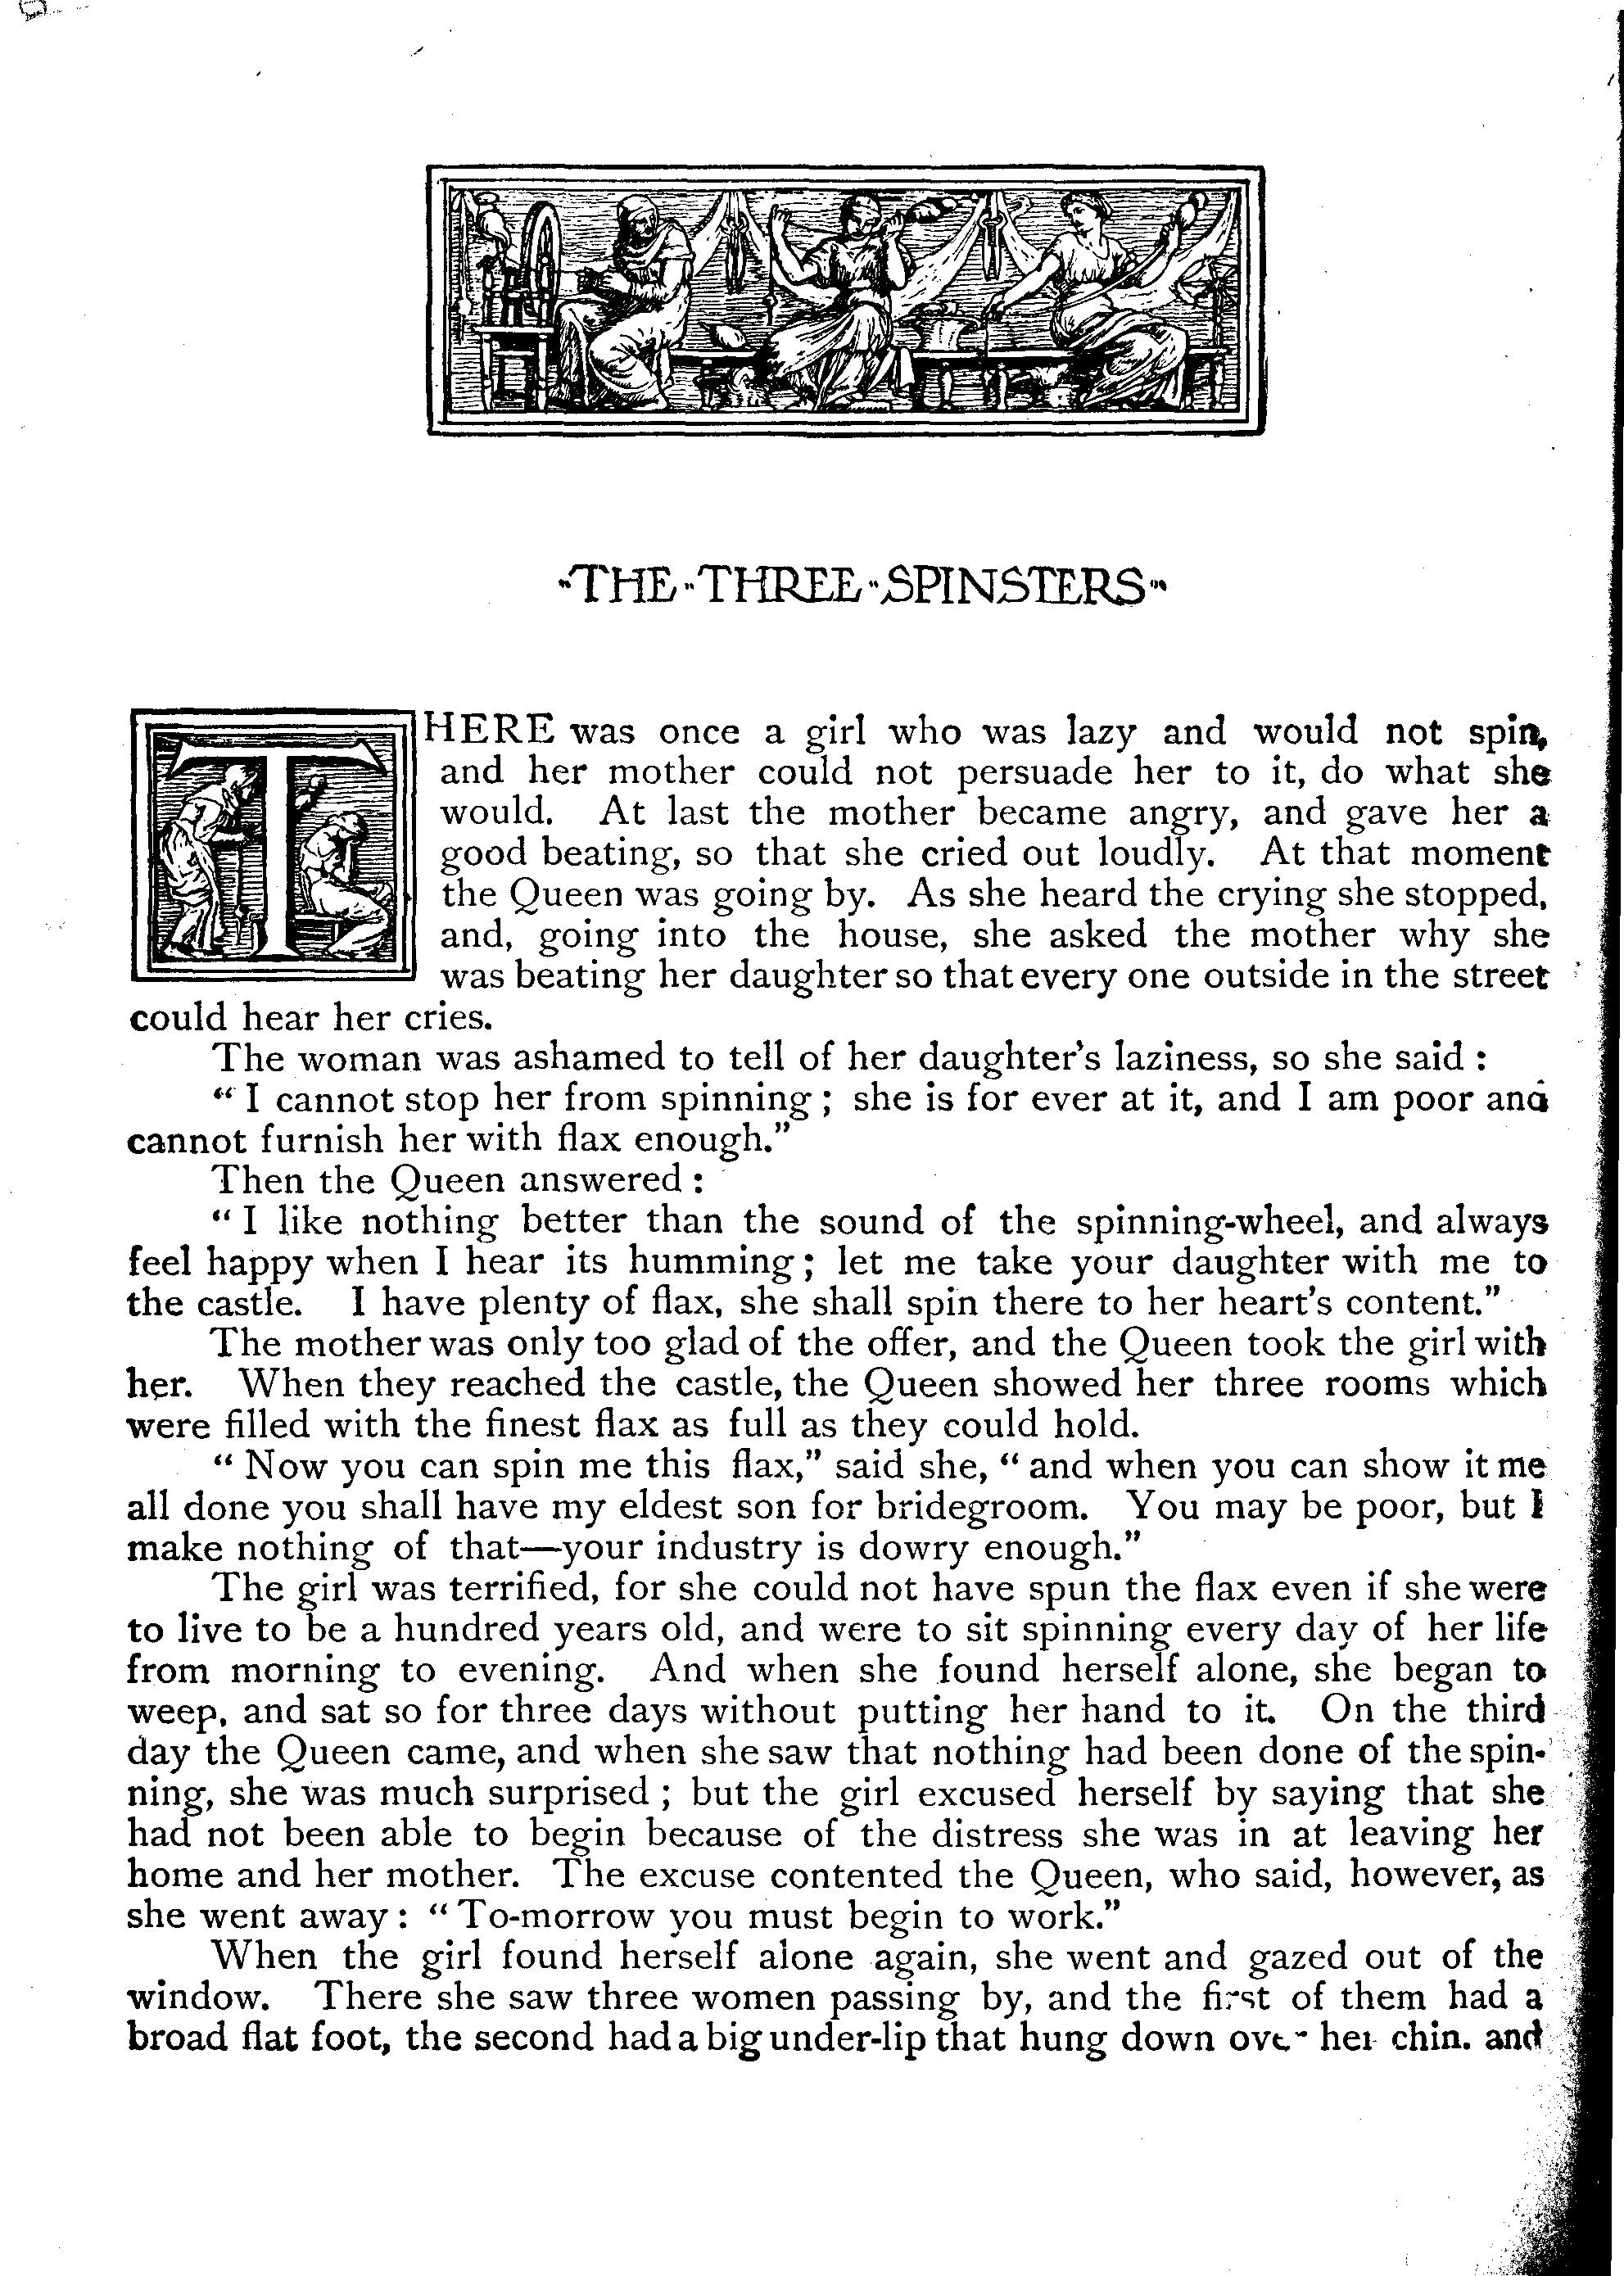 THE THREE SPINSTERS
THERE was once a girl who was lazy and would not spin,
and her mother could not persuade her to it, do what she
would. At last the mother became angry, and gave her a
good beating, so that she cried out loudly. At that moment
the Queen was going by. As she heard the crying she stopped,
and, going into the house, she asked the mother why she
was beating her daughter so that every one outside in the street
could hear her cries.
The woman was ashamed to tell of her daughter's laziness, so she said :
“ I cannot stop her from spinning ; she is for ever at it, and I am poor and
cannot furnish her with flax enough.”
Then the Queen answered :
“ I like nothing better than the sound of the spinning-wheel, and always
feel happy when I hear its humming ; let me take your daughter with me to
the castle. I have plenty of flax, she shall spin there to her heart's content.”
The mother was only too glad of the offer, and the Queen took the girl with
her. When they reached the castle, the Queen showed her three rooms which
were filled with the finest flax as full as they could hold.
“ Now you can spin me this flax,” said she, “ and when you can show it me
all done you shall have my eldest son for bridegroom. You may be poor, but I
make nothing of that—your industry is dowry enough.”
The girl was terrified, for she could not have spun the flax even if she were
to live to be a hundred years old, and were to sit spinning every day of her life
from morning to evening. And when she found herself alone, she began to
weep, and sat so for three days without putting her hand to it. On the third
day the Queen came, and when she saw that nothing had been done of the spin-
ning, she was much surprised ; but the girl excused herself by saying that she
had not been able to begin because of the distress she was in at leaving her
home and her mother. The excuse contented the Queen, who said, however, as
she went away : “ To-morrow you must begin to work.”
When the girl found herself alone again, she went and gazed out of the
window. There she saw three women passing by, and the first of them had a
broad flat foot, the second had a big under-lip that hung down over her chin. and